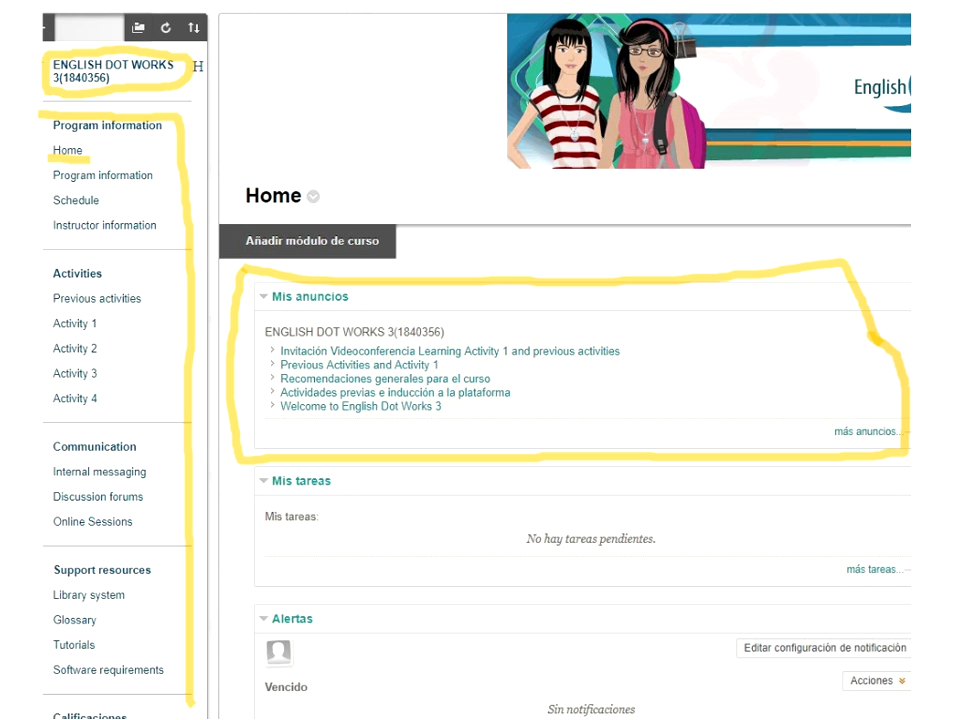 ENGLISH DOT WORKS
3(1840356)
H
Program information
Home
Program information
Schedule
Instructor information
Activities
Previous activities
Activity 1
Activity 2
Activity 3
Activity 4
Communication
Internal messaging
Discussion forums
Online Sessions
Support resources
Library system
Glossary
Tutorials
Software requirements
Calificaciones
English
Home
Añadir módulo de curso
Mis anuncios
ENGLISH DOT WORKS 3(1840356)
Invitación Videoconferencia Learning Activity 1 and previous activities
Previous Activities and Activity 1
Recomendaciones generales para el curso
Actividades previas e inducción a la plataforma
Welcome to English Dot Works 3
más anuncios...
Mis tareas
Mis tareas:
No hay tareas pendientes.
más tareas...
Alertas
Editar configuración de notificación
Acciones
Vencido
Sin notificaciones